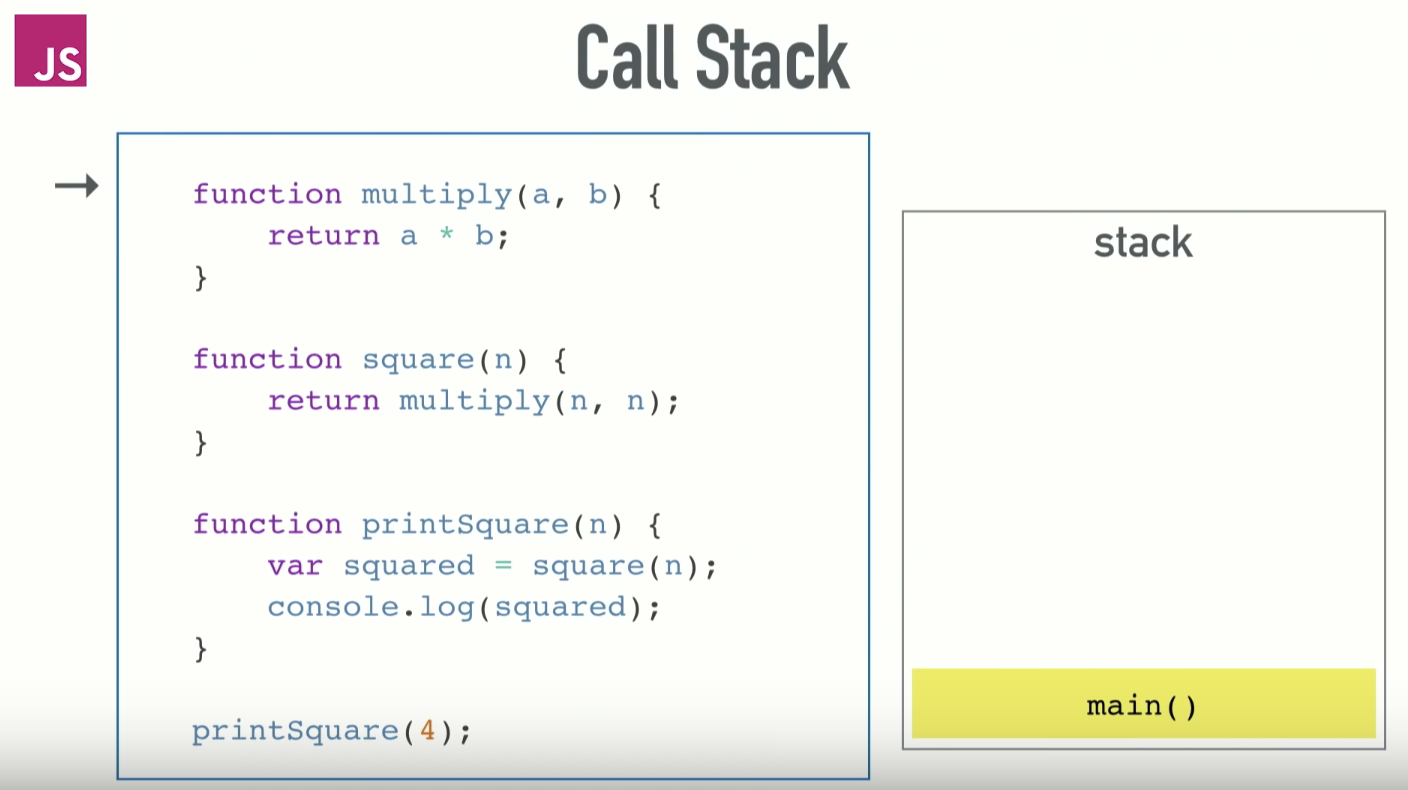 JS
Call Stack
function multiply(a, b) {
    return a * b;
}
function square(n) {
    return multiply(n, n);
}
function printSquare(n) {
    var squared = square(n);
    console.log(squared);
}
printSquare(4);
stack
main()